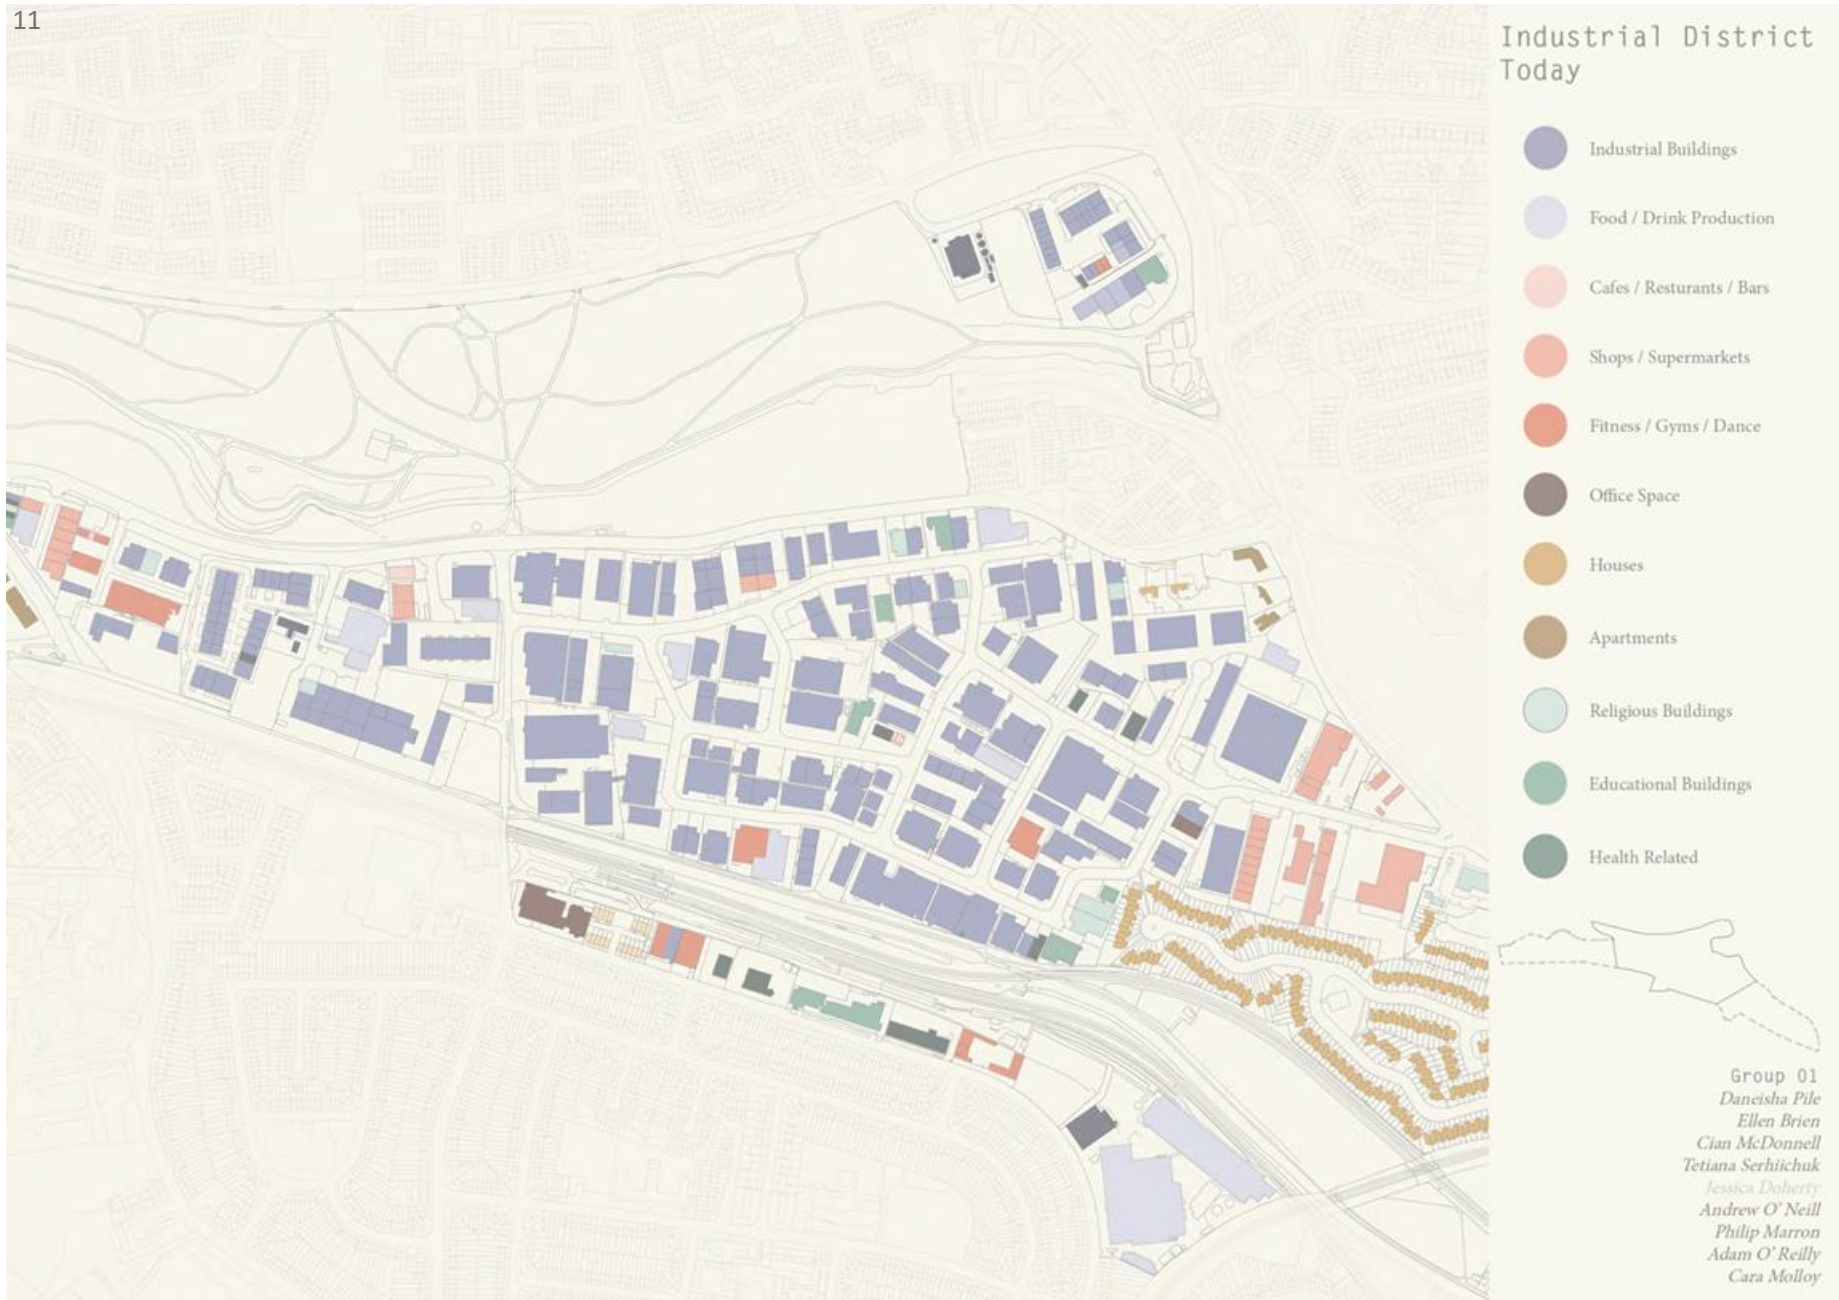 11
Industrial District
Today
Industrial Buildings
Food / Drink Production
Cafes / Resturants / Bars
Shops / Supermarkets
Fitness / Gyms / Dance
Office Space
Houses
Apartments
Religious Buildings
Educational Buildings
Health Related
Group 01
Daneisha Pile
Ellen Brien
Cian McDonnell
Tetiana Serhiichuk
Jessica Doherty
Andrew O' Neill
Philip Marron
Adam O' Reilly
Cara Molloy